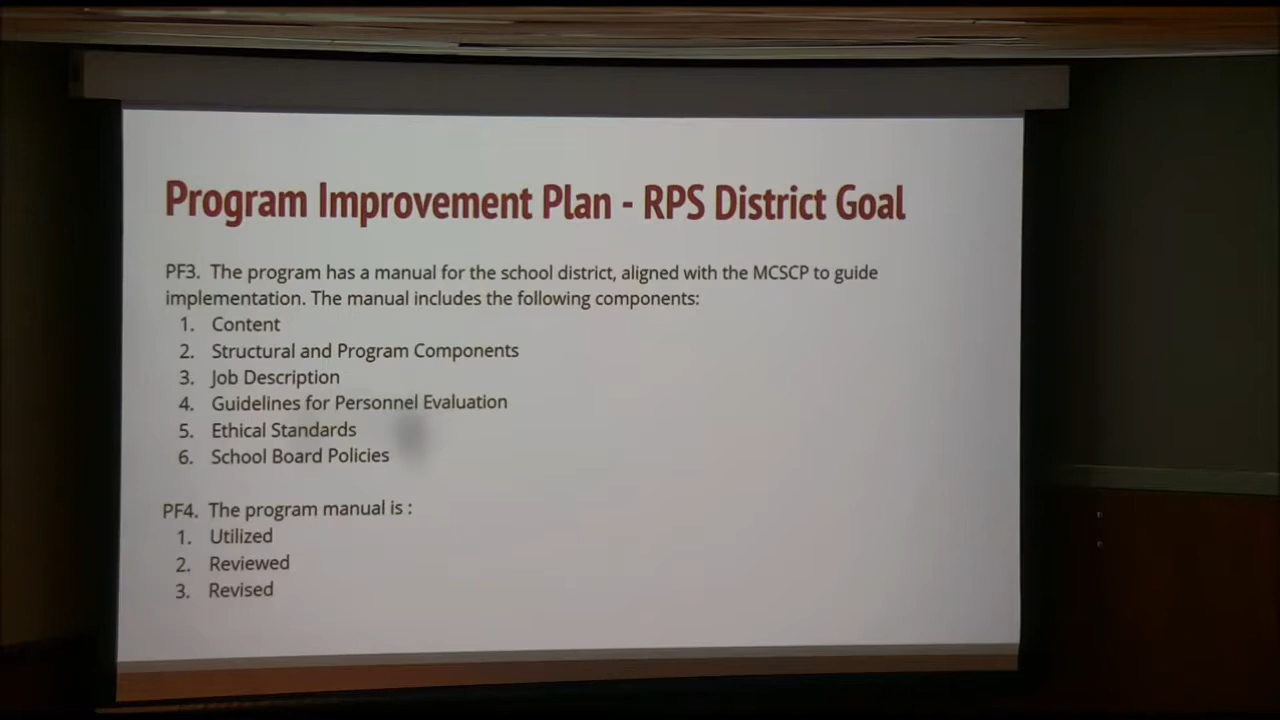 Program Improvement Plan - RPS District Goal
PF3. The program has a manual for the school district, aligned with the MCSCP to guide
implementation. The manual includes the following components:
1. Content
2. Structural and Program Components
3. Job Description
4. Guidelines for Personnel Evaluation
5. Ethical Standards
6. School Board Policies
PF4. The program manual is :
1. Utilized
2. Reviewed
3. Revised